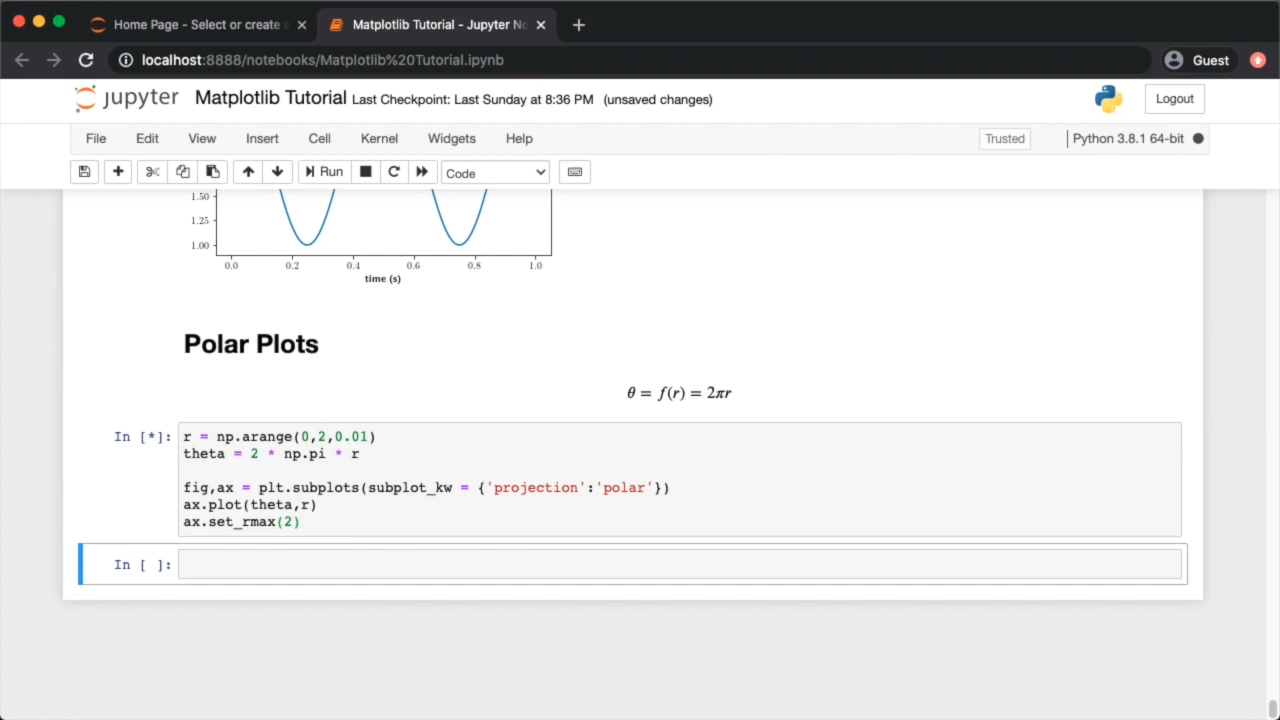 Home Page - Select or create a
Matplotlib Tutorial - Jupyter No
localhost:8888/notebooks/Matplotlib%20Tutorial.ipynb
Guest
jupyter Matplotlib Tutorial Last Checkpoint: Last Sunday at 8:36 PM (unsaved changes)
Logout
File Edit View Insert Cell Kernel Widgets Help
Trusted
Python 3.8.1 64-bit
Run
Code
1.50
1.25
1.00
0.0 0.2 0.4 0.6 0.8 1.0
time (s)
Polar Plots
θ = f(r) = 2πr
In [*]: r = np.arange(0,2,0.01)
theta = 2 * np.pi * r
fig,ax = plt.subplots(subplot_kw = {'projection':'polar'})
ax.plot(theta,r)
ax.set_rmax(2)
In [ ]: